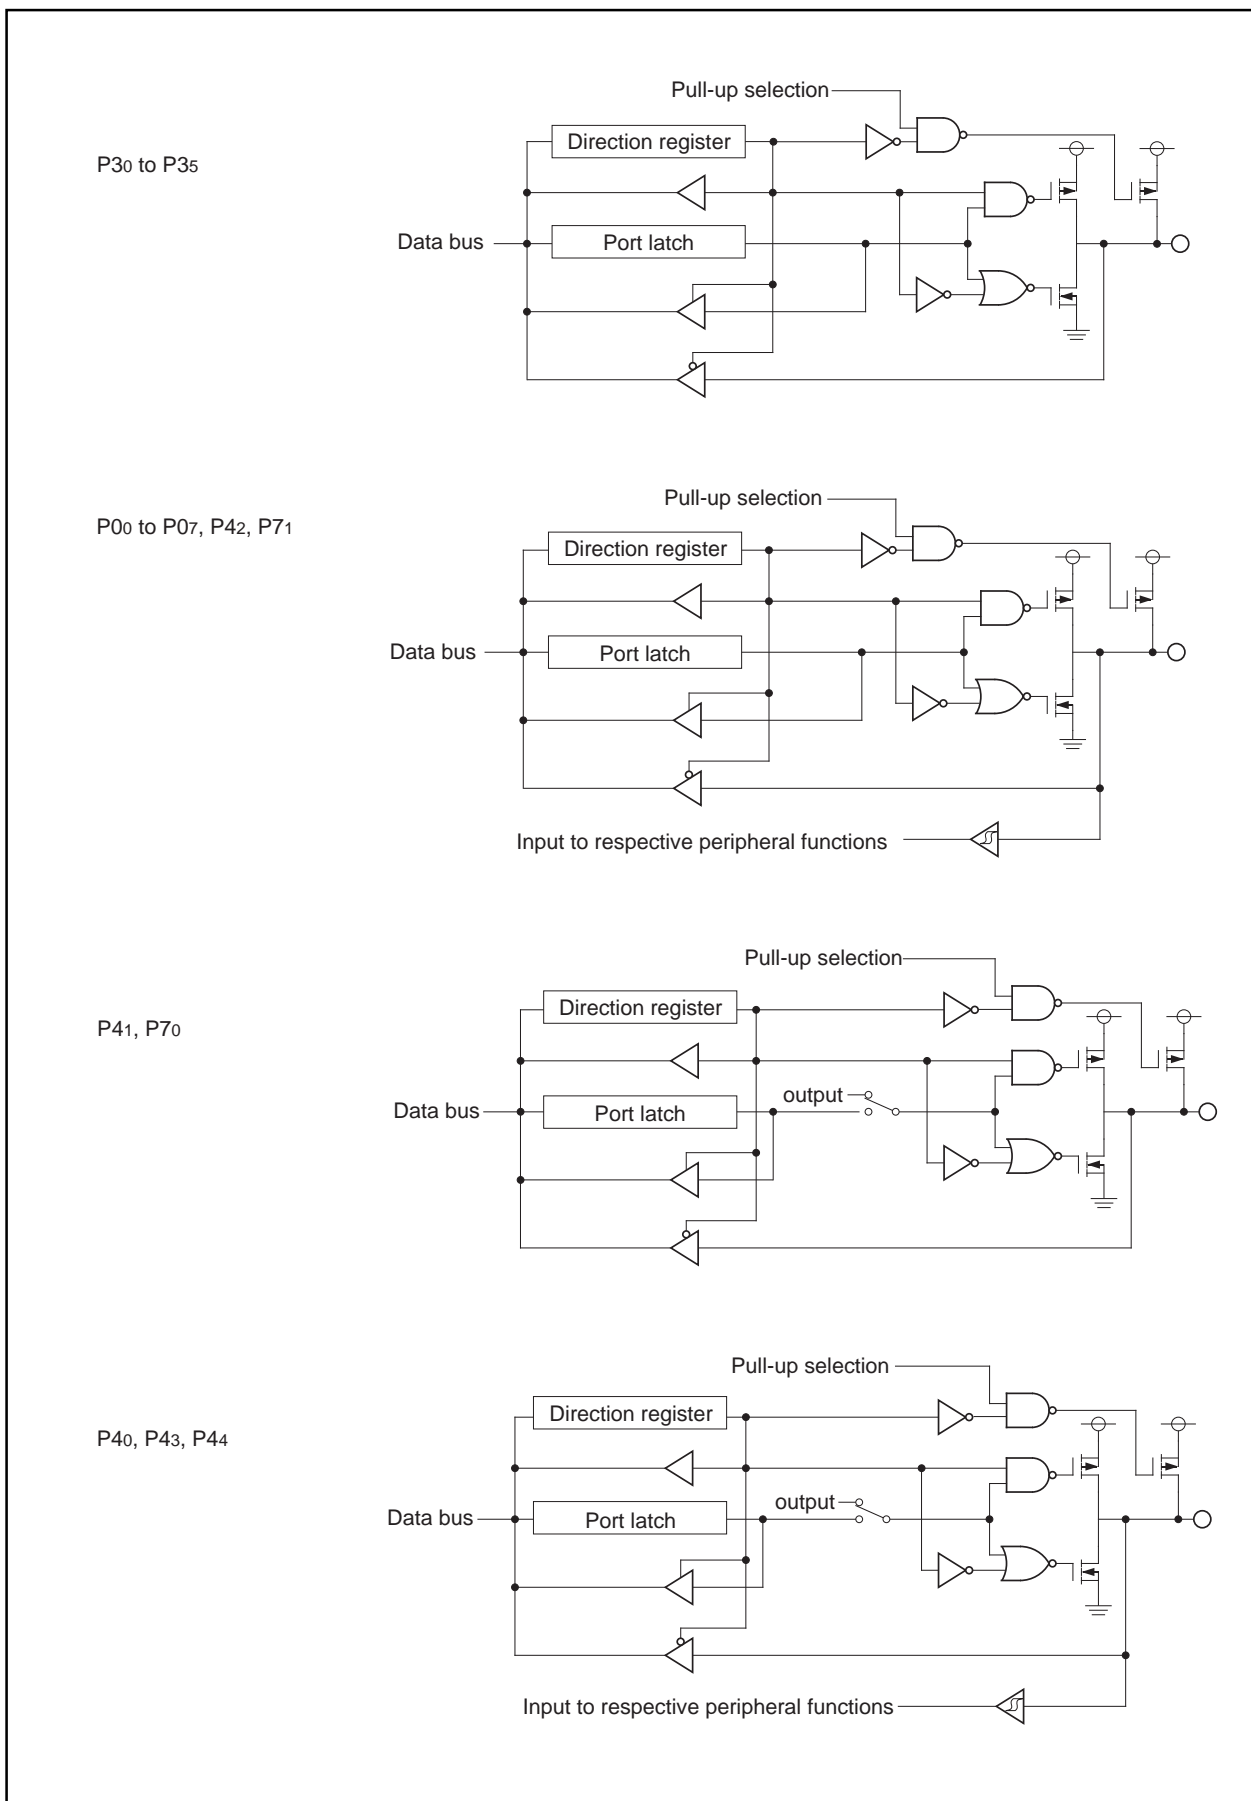 Pull-up selection
Direction register
P30 to P35
Data bus
Port latch
Pull-up selection
P00 to P07, P42, P71
Direction register
Data bus
Port latch
Input to respective peripheral functions
Pull-up selection
Direction register
P41, P70
output
Data bus
Port latch
Pull-up selection
Direction register
P40, P43, P44
output
Data bus
Port latch
Input to respective peripheral functions